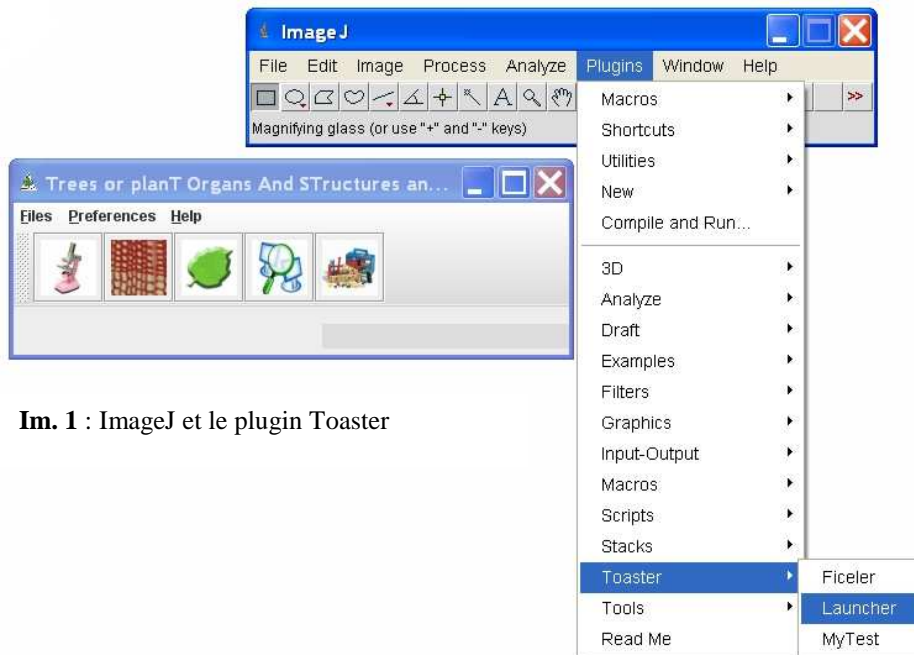 ImageJ
File Edit Image Process Analyze Plugins Window Help
A >>
Magnifying glass (or use "+" and "-" keys)
Macros
Shortcuts
Utilities
New
Compile and Run...
3D
Analyze
Draft
Examples
Filters
Graphics
Input-Output
Macros
Scripts
Stacks
Toaster
Tools
Read Me
Ficeler
Launcher
MyTest
Trees or planT Organs And STructures an...
Files Preferences Help
Im. 1 : ImageJ et le plugin Toaster